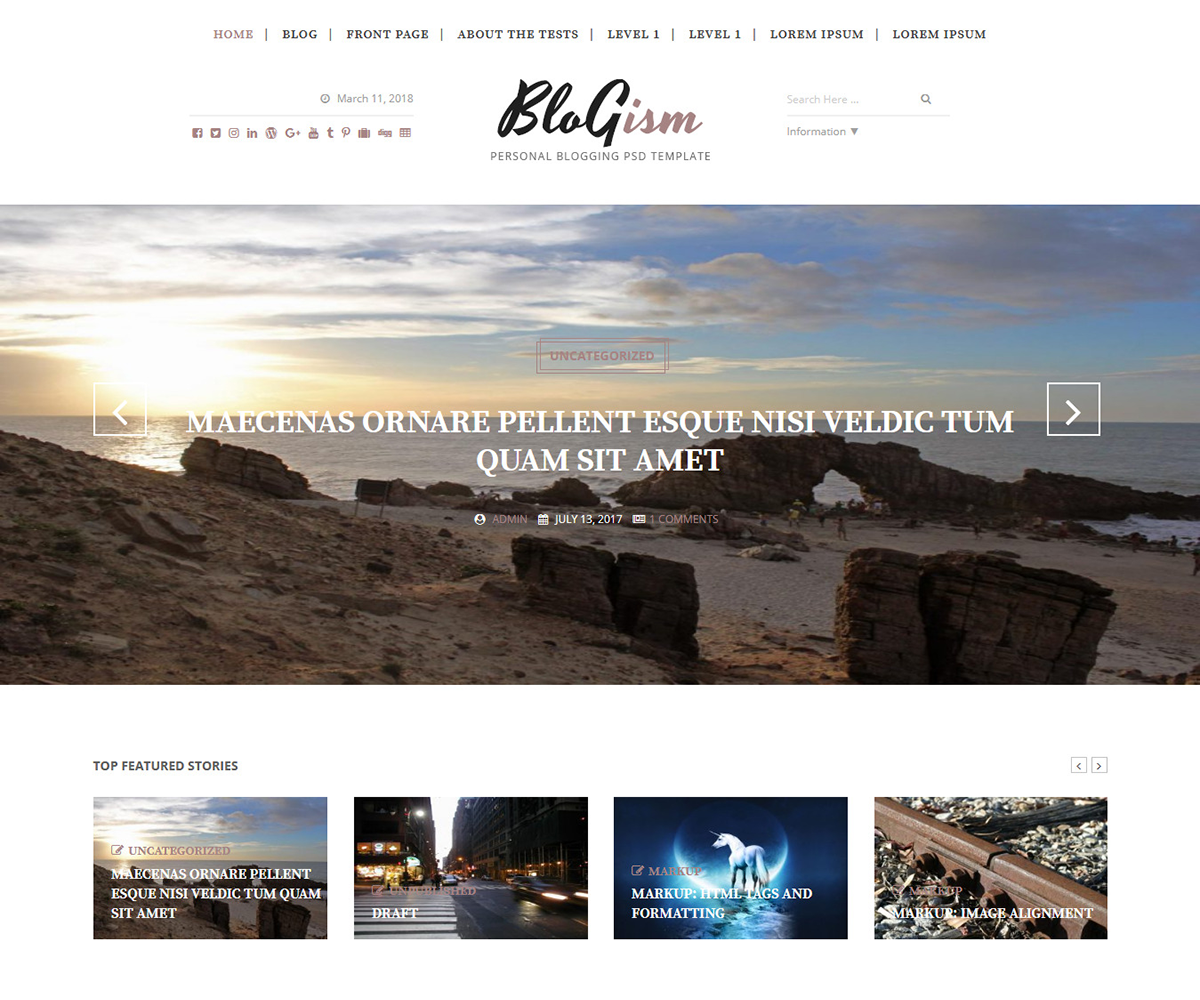 HOME | BLOG | FRONT PAGE | ABOUT THE TESTS | LEVEL 1 | LEVEL 1 | LOREM IPSUM | LOREM IPSUM
March 11, 2018
BloGism
PERSONAL BLOGGING PSD TEMPLATE
Search Here ...
Information ▼
UNCATEGORIZED
MAECENAS ORNARE PELLENT ESQUE NISI VELDIC TUM
QUAM SIT AMET
ADMIN JULY 13, 2017 1 COMMENTS
TOP FEATURED STORIES
UNCATEGORIZED
MAECENAS ORNARE PELLENT
ESQUE NISI VELDIC TUM QUAM
SIT AMET
UNPUBLISHED
DRAFT
MARKUP
MARKUP: HTML TAGS AND
FORMATTING
MARKUP
MARKUP: IMAGE ALIGNMENT